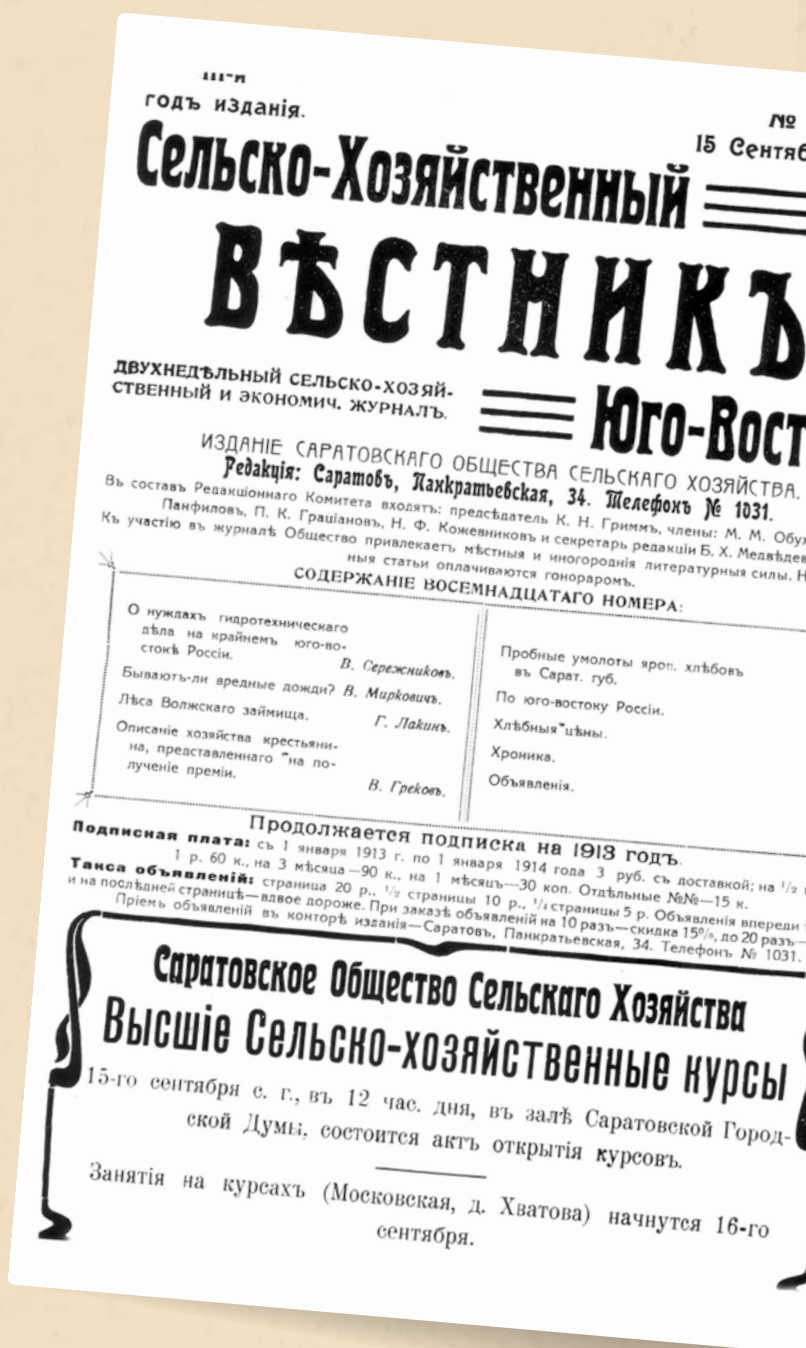 III-й
годъ изданія.
№
15 Сентяб
Сельско-Хозяйственный
ВѢСТНИКЪ
ДВУХНЕДѢЛЬНЫЙ СЕЛЬСКО-ХОЗЯЙ-
СТВЕННЫЙ И ЭКОНОМИЧ. ЖУРНАЛЪ.
Юго-Вост
ИЗДАНІЕ САРАТОВСКАГО ОБЩЕСТВА СЕЛЬСКАГО ХОЗЯЙСТВА.
Редакція: Саратовъ, Панкратьевская, 34. Телефонъ № 1031.
Въ составъ Редакціоннаго Комитета входятъ: предсѣдатель К. Н. Гриммъ, члены: М. М. Обух
Панфиловъ, П. К. Граціановъ, Н. Ф. Кожевниковъ и секретарь редакціи Б. Х. Медвѣдев
Къ участію въ журналѣ Общество привлекаетъ мѣстныя и иногороднія литературныя силы. Н
ныя статьи оплачиваются гонораромъ.
СОДЕРЖАНІЕ ВОСЕМНАДЦАТАГО НОМЕРА:
О нуждахъ гидротехническаго
дѣла на крайнемъ юго-во-
стокѣ Россіи.
В. Сережниковъ.
Бываютъ-ли вредные дожди? В. Мирковичъ.
Лѣса Волжскаго займища. Г. Лакинъ.
Описаніе хозяйства крестьяни-
на, представленнаго на по-
лученіе преміи.
В. Грековъ.
Пробные умолоты яров. хлѣбовъ
въ Сарат. губ.
По юго-востоку Россіи.
Хлѣбныя цѣны.
Хроника.
Объявленія.
Продолжается подписка на 1913 годъ.
Подписная плата: съ 1 января 1913 г. по 1 января 1914 года 3 руб. съ доставкой; на 1/2 г
1 р. 60 к., на 3 мѣсяца—90 к., на 1 мѣсяцъ—30 коп. Отдѣльные №№—15 к.
Такса объявленій: страница 20 р., 1/2 страницы 10 р., 1/4 страницы 5 р. Объявленія впереди
и на послѣдней страницѣ—вдвое дороже. При заказѣ объявленій на 10 разъ—скидка 15%, до 20 разъ—
Пріемъ объявленій въ конторѣ изданія—Саратовъ, Панкратьевская, 34. Телефонъ № 1031.
Саратовское Общество Сельскаго Хозяйства
Высшіе Сельско-хозяйственные курсы
15-го сентября с. г., въ 12 час. дня, въ залѣ Саратовской Город-
ской Думы, состоится актъ открытія курсовъ.
Занятія на курсахъ (Московская, д. Хватова) начнутся 16-го
сентября.